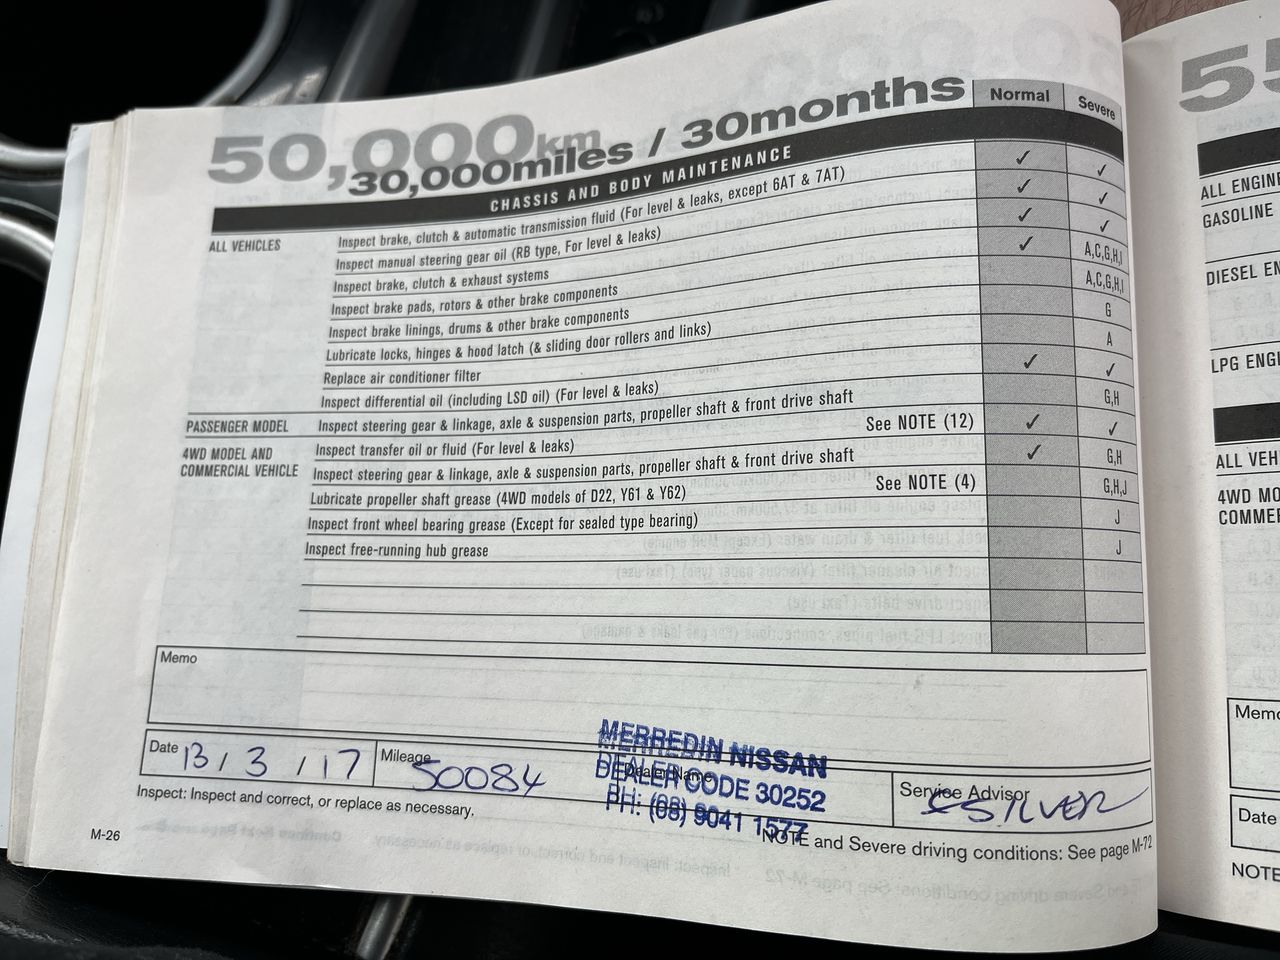 50,000km
30,000miles / 30months
Normal
Severe
CHASSIS AND BODY MAINTENANCE
ALL VEHICLES
Inspect brake, clutch & automatic transmission fluid (For level & leaks, except 6AT & 7AT) ✓ ✓
Inspect manual steering gear oil (RB type, For level & leaks) ✓ ✓
Inspect brake, clutch & exhaust systems ✓ ✓
Inspect brake pads, rotors & other brake components ✓ A,C,G,H,I
Inspect brake linings, drums & other brake components A,C,G,H,I
Lubricate locks, hinges & hood latch (& sliding door rollers and links) G
Replace air conditioner filter A
Inspect differential oil (including LSD oil) (For level & leaks) ✓ ✓
PASSENGER MODEL Inspect steering gear & linkage, axle & suspension parts, propeller shaft & front drive shaft G,H
4WD MODEL AND
COMMERCIAL VEHICLE
Inspect transfer oil or fluid (For level & leaks) See NOTE (12) ✓ ✓
Inspect steering gear & linkage, axle & suspension parts, propeller shaft & front drive shaft ✓ G,H
Lubricate propeller shaft grease (4WD models of D22, Y61 & Y62) See NOTE (4) G,H,J
Inspect front wheel bearing grease (Except for sealed type bearing) J
Inspect free-running hub grease J
Memo
Date 13/3/17 Mileage 50084 Dealer Name
MERREDIN NISSAN
DEALER CODE 30252
PH: (08) 9041 1577
Service Advisor
SILVER
Inspect: Inspect and correct, or replace as necessary.
NOTE and Severe driving conditions: See page M-72
M-26
55
ALL ENGINE
GASOLINE
DIESEL EN
LPG ENGI
ALL VEH
4WD MO
COMMER
Memo
Date
NOTE